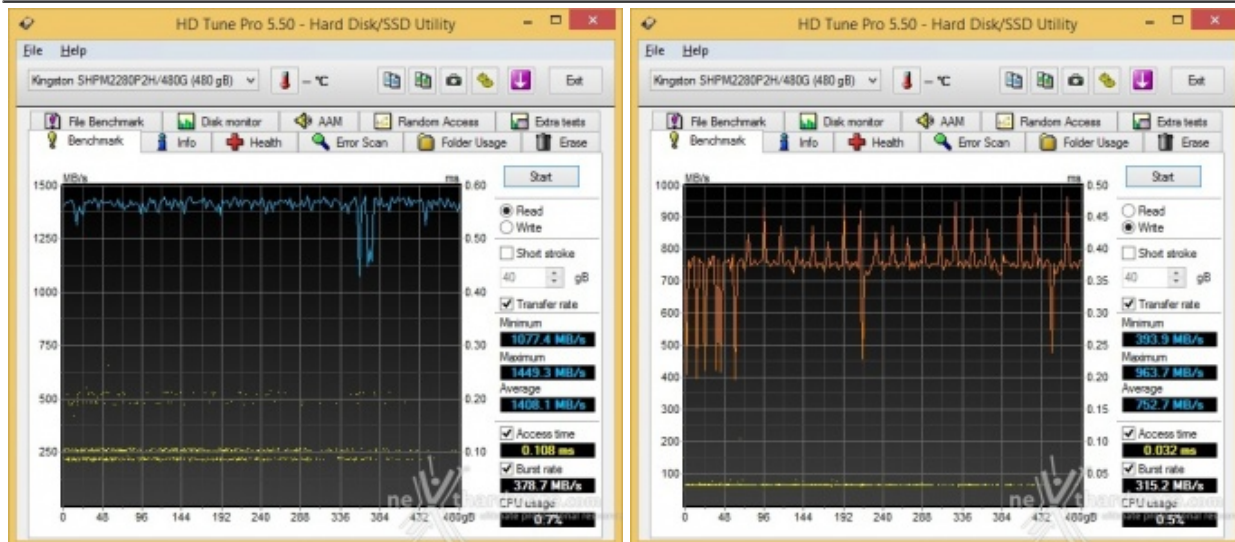 HD Tune Pro 5.50 - Hard Disk/SSD Utility
File Help
Kingston SHPM2280P2H/480G (480 gB) – °C Exit
File Benchmark Disk monitor AAM Random Access Extra tests
Benchmark Info Health Error Scan Folder Usage Erase
Start
MB/s ms
1500 0.60
1250 0.50
1000 0.40
750 0.30
500 0.20
250 0.10
0 48 96 144 192 240 288 336 384 432 480gB
Read
Write
Short stroke
40 gB
Transfer rate
Minimum
1077.4 MB/s
Maximum
1449.3 MB/s
Average
1408.1 MB/s
Access time
0.108 ms
Burst rate
378.7 MB/s
CPU usage
0.7%
HD Tune Pro 5.50 - Hard Disk/SSD Utility
File Help
Kingston SHPM2280P2H/480G (480 gB) – °C Exit
File Benchmark Disk monitor AAM Random Access Extra tests
Benchmark Info Health Error Scan Folder Usage Erase
Start
MB/s ms
1000 0.50
900 0.45
800 0.40
700 0.35
600 0.30
500 0.25
400 0.20
300 0.15
200 0.10
100 0.05
0 48 96 144 192 240 288 336 384 432 480gB
Read
Write
Short stroke
40 gB
Transfer rate
Minimum
393.9 MB/s
Maximum
963.7 MB/s
Average
752.7 MB/s
Access time
0.032 ms
Burst rate
315.2 MB/s
CPU usage
0.5%